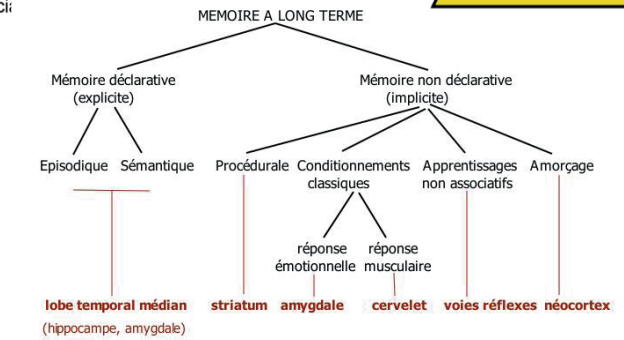 MEMOIRE A LONG TERME
Mémoire déclarative
(explicite)
Mémoire non déclarative
(implicite)
Episodique
Sémantique
Procédurale
Conditionnements
classiques
Apprentissages
non associatifs
Amorçage
réponse
émotionnelle
réponse
musculaire
lobe temporal médian
(hippocampe, amygdale)
striatum
amygdale
cervelet
voies réflexes
néocortex